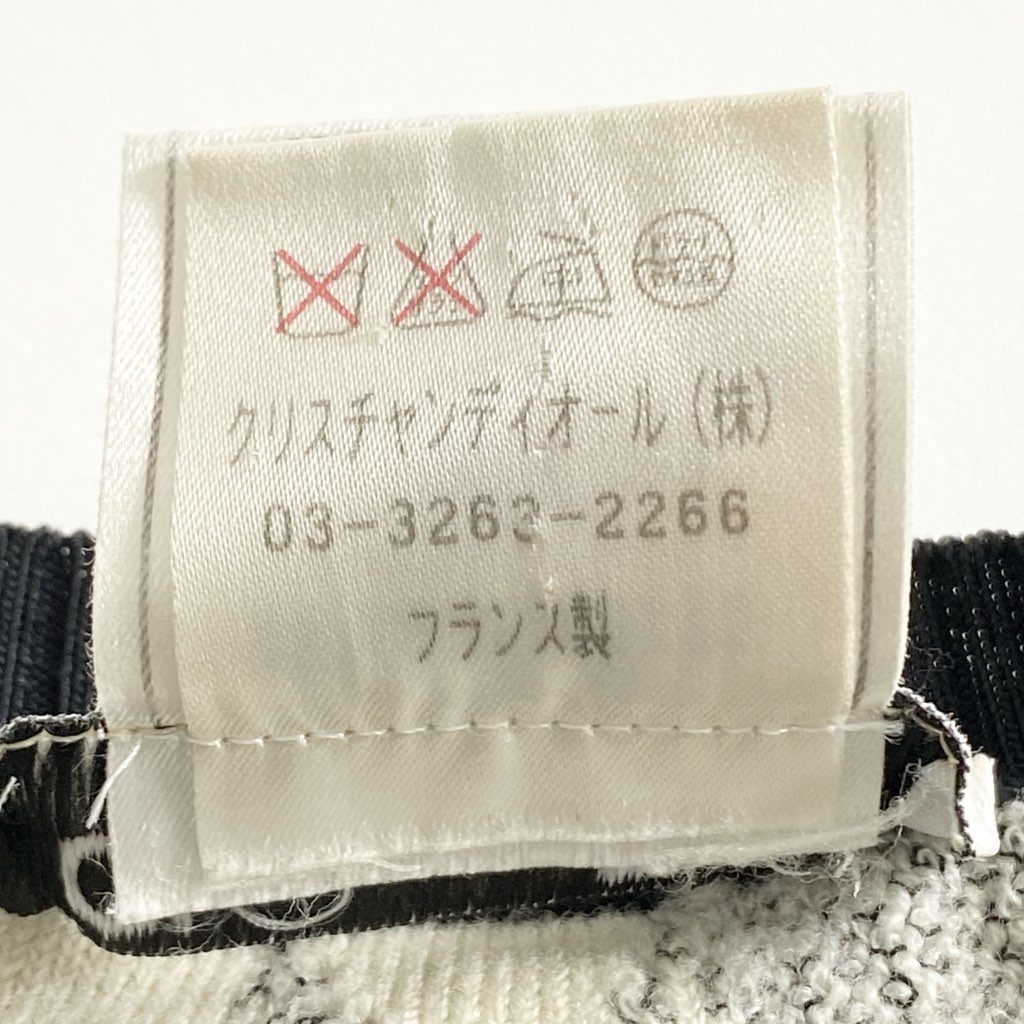 中
クリスチャンディオール(株)
03-3263-2266
フランス製